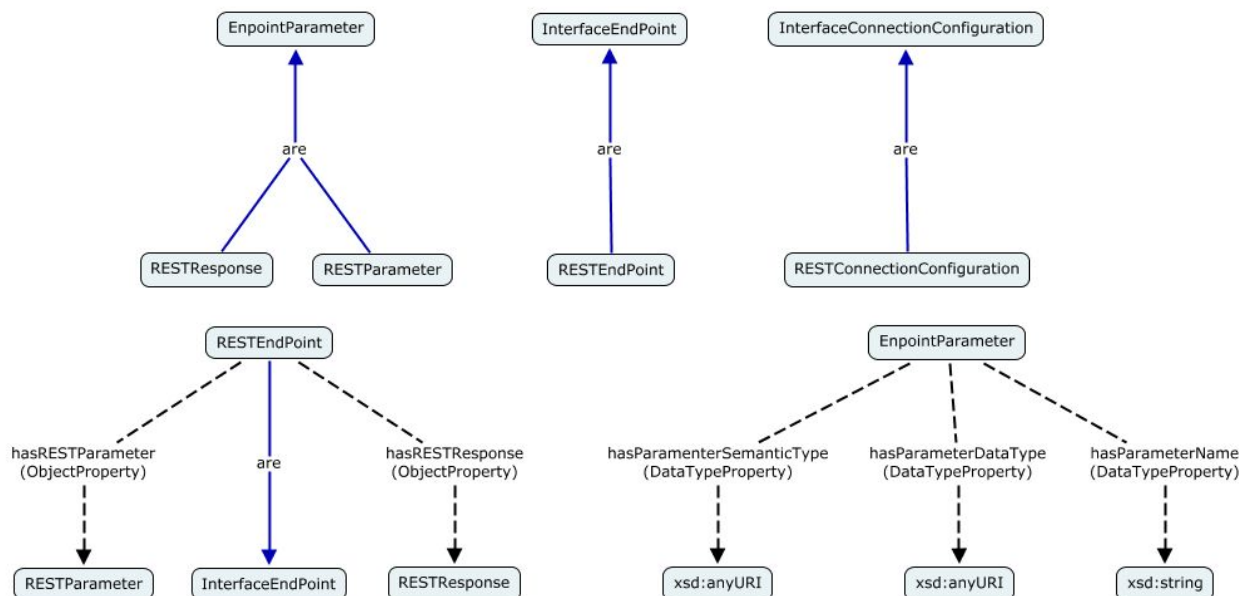 EnpointParameter
InterfaceEndPoint
InterfaceConnectionConfiguration
are
are
are
RESTResponse
RESTParameter
RESTEndPoint
RESTConnectionConfiguration
RESTEndPoint
EnpointParameter
hasRESTParameter
(ObjectProperty)
are
hasRESTResponse
(ObjectProperty)
hasParamenterSemanticType
(DataTypeProperty)
hasParameterDataType
(DataTypeProperty)
hasParameterName
(DataTypeProperty)
RESTParameter
InterfaceEndPoint
RESTResponse
xsd:anyURI
xsd:anyURI
xsd:string